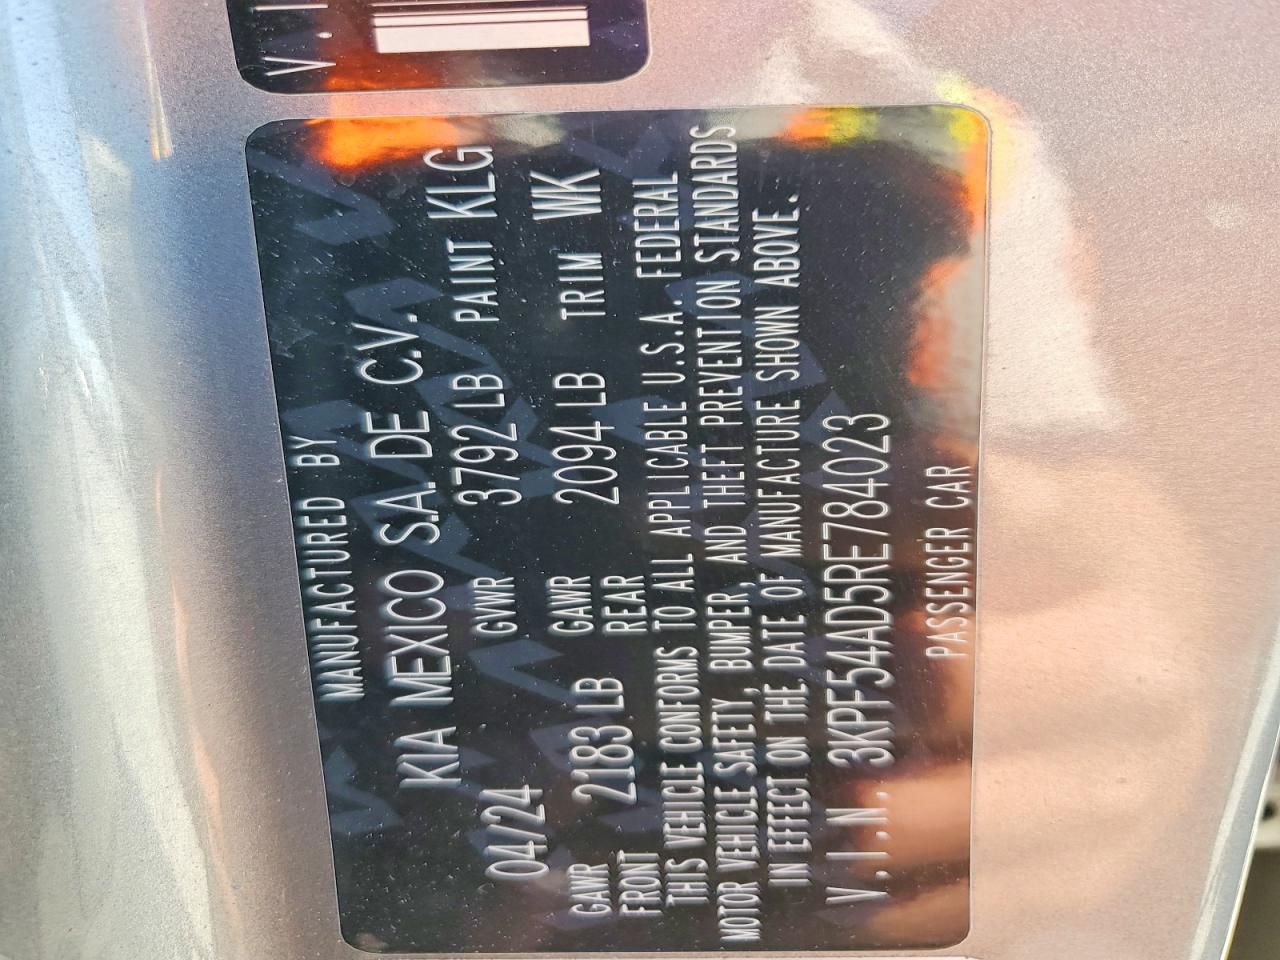 V.I
MANUFACTURED BY
KIA MEXICO S.A. DE C.V.
04/24 GVWR 3792 LB PAINT KLG
GAWR FRONT 2183 LB GAWR REAR 2094 LB TRIM WK
THIS VEHICLE CONFORMS TO ALL APPLICABLE U.S.A. FEDERAL
MOTOR VEHICLE SAFETY, BUMPER, AND THEFT PREVENTION STANDARDS
IN EFFECT ON THE DATE OF MANUFACTURE SHOWN ABOVE.
V.I.N. 3KPF54AD5RE784023
PASSENGER CAR